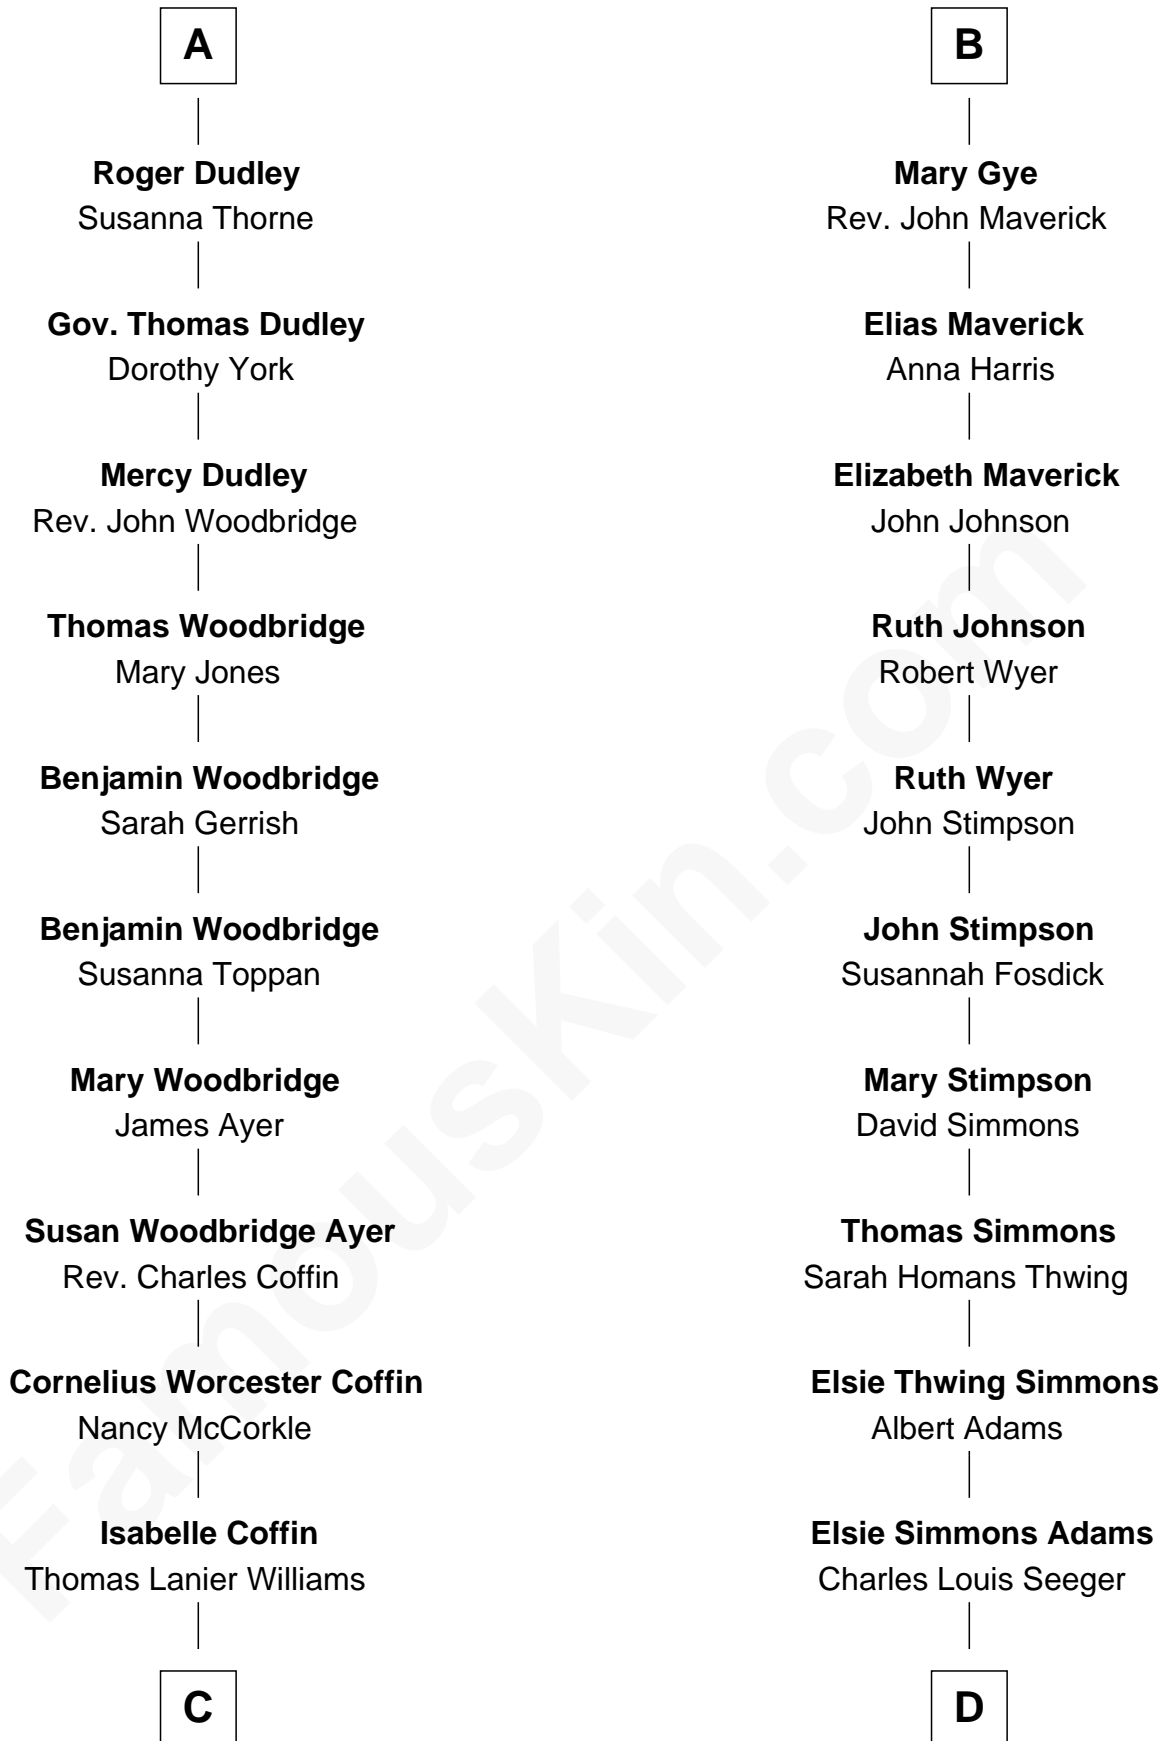 A
Roger Dudley
Susanna Thorne
Gov. Thomas Dudley
Dorothy York
Mercy Dudley
Rev. John Woodbridge
Thomas Woodbridge
Mary Jones
Benjamin Woodbridge
Sarah Gerrish
Benjamin Woodbridge
Susanna Toppan
Mary Woodbridge
James Ayer
Susan Woodbridge Ayer
Rev. Charles Coffin
Cornelius Worcester Coffin
Nancy McCorkle
Isabelle Coffin
Thomas Lanier Williams
C
B
Mary Gye
Rev. John Maverick
Elias Maverick
Anna Harris
Elizabeth Maverick
John Johnson
Ruth Johnson
Robert Wyer
Ruth Wyer
John Stimpson
John Stimpson
Susannah Fosdick
Mary Stimpson
David Simmons
Thomas Simmons
Sarah Homans Thwing
Elsie Thwing Simmons
Albert Adams
Elsie Simmons Adams
Charles Louis Seeger
D
FamousKin.com